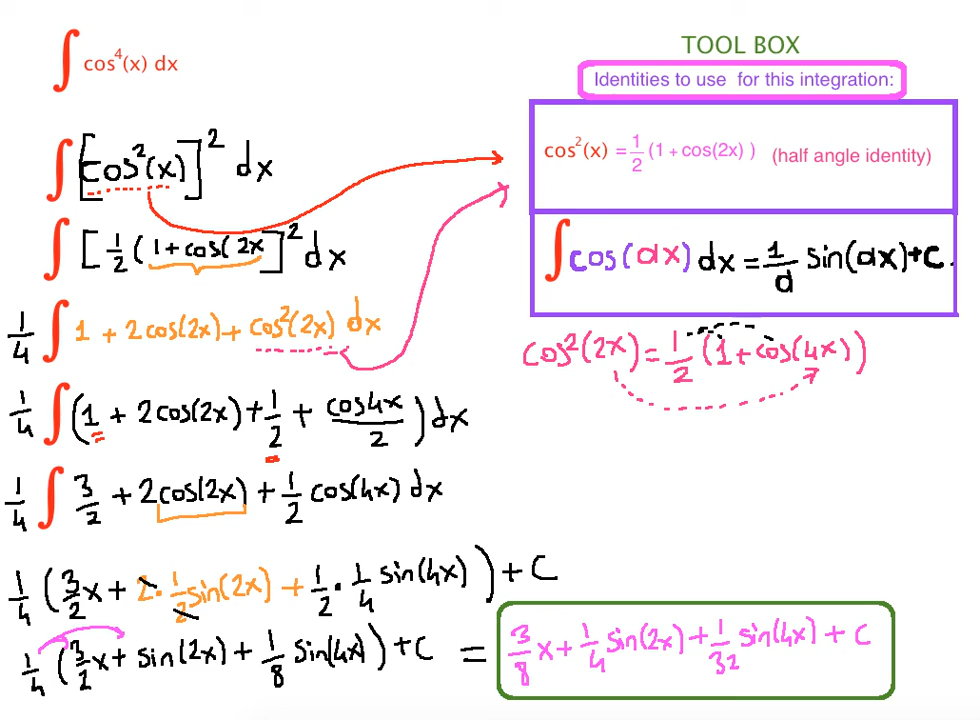 ∫ cos⁴(x) dx
∫ [cos²(x)]² dx
∫ [ 1/2 (1 + cos(2x ]² dx
1/4 ∫ 1 + 2cos(2x) + cos²(2x) dx
1/4 ∫ (1 + 2cos(2x) + 1/2 + cos4x/2) dx
1/4 ∫ 3/2 + 2cos(2x) + 1/2 cos(4x) dx
1/4 (3/2 x + 2 · 1/2 sin(2x) + 1/2 · 1/4 sin(4x)) + C
1/4 (3/2 x + sin(2x) + 1/8 sin(4x)) + C = 3/8 x + 1/4 sin(2x) + 1/32 sin(4x) + C
TOOL BOX
Identities to use for this integration:
cos²(x) = 1/2 (1 + cos(2x) ) (half angle identity)
∫ cos(ax) dx = 1/a sin(ax) + C.
cos²(2x) = 1/2 (1 + cos(4x))